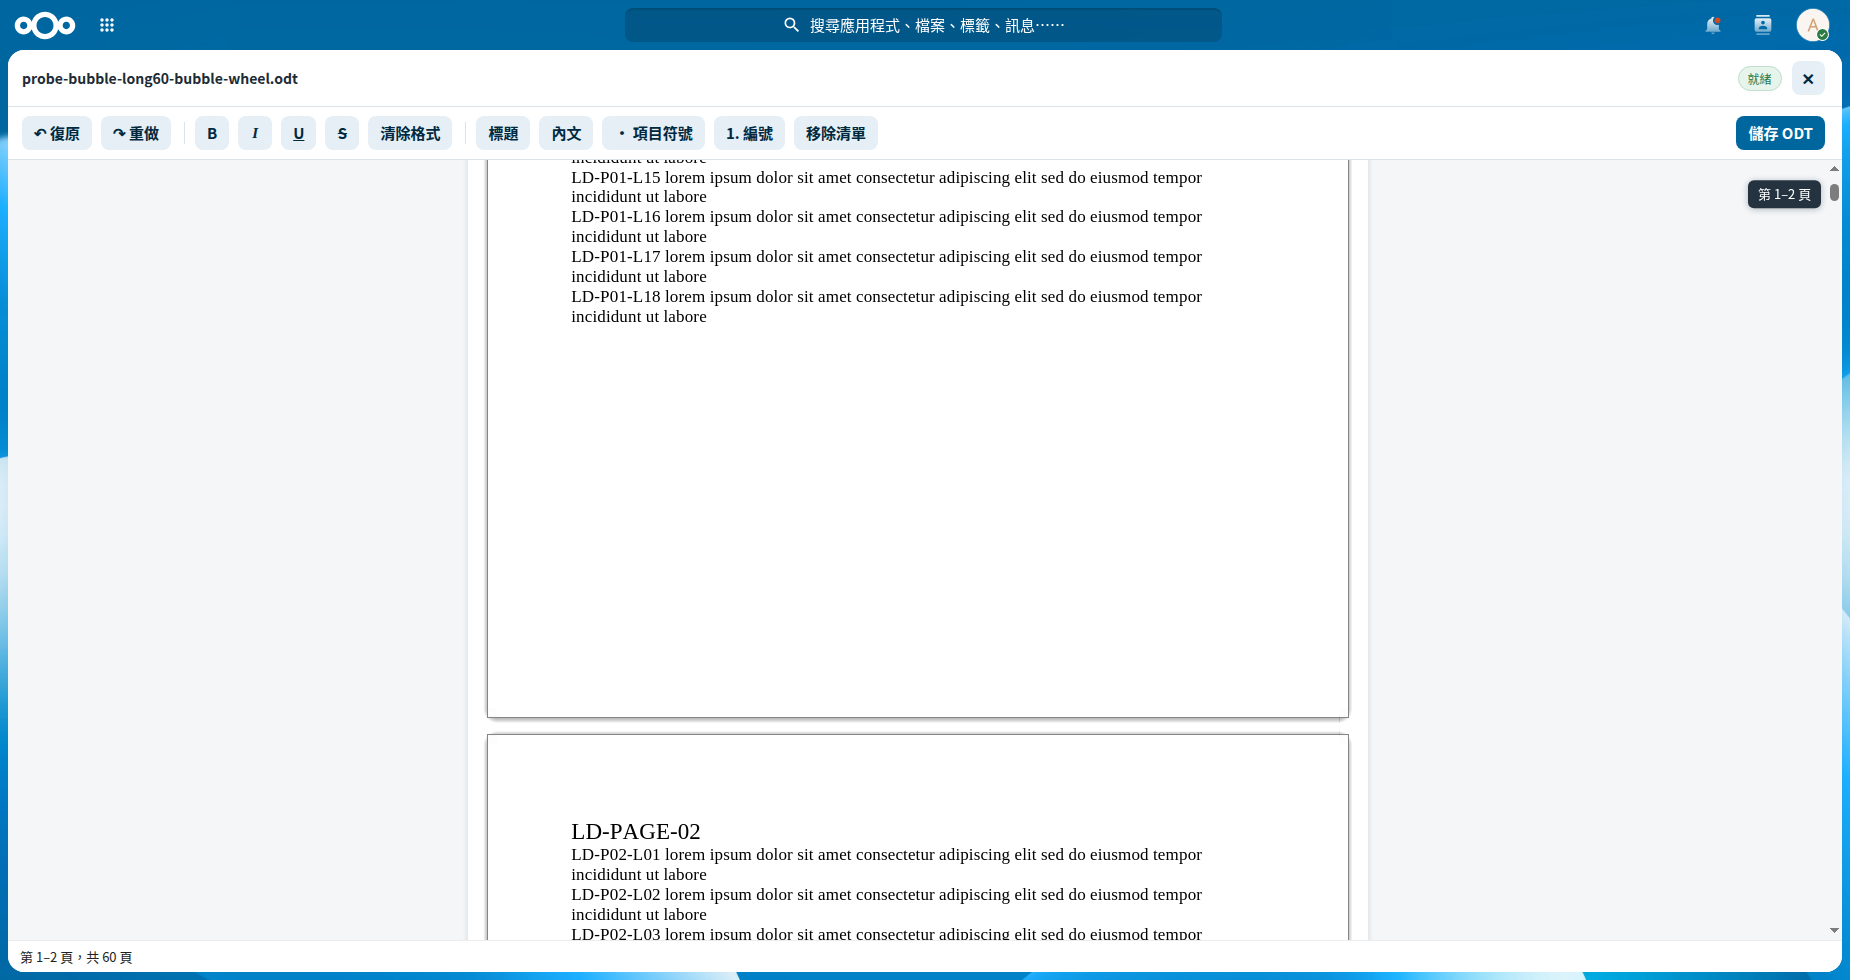 搜尋應用程式、檔案、標籤、訊息⋯⋯
A
probe-bubble-long60-bubble-wheel.odt
就緒
↶ 復原
↷ 重做
B
I
U
S
清除格式
標題
內文
• 項目符號
1. 編號
移除清單
儲存 ODT
incididunt ut labore
LD-P01-L15 lorem ipsum dolor sit amet consectetur adipiscing elit sed do eiusmod tempor
incididunt ut labore
LD-P01-L16 lorem ipsum dolor sit amet consectetur adipiscing elit sed do eiusmod tempor
incididunt ut labore
LD-P01-L17 lorem ipsum dolor sit amet consectetur adipiscing elit sed do eiusmod tempor
incididunt ut labore
LD-P01-L18 lorem ipsum dolor sit amet consectetur adipiscing elit sed do eiusmod tempor
incididunt ut labore
第 1–2 頁
LD-PAGE-02
LD-P02-L01 lorem ipsum dolor sit amet consectetur adipiscing elit sed do eiusmod tempor
incididunt ut labore
LD-P02-L02 lorem ipsum dolor sit amet consectetur adipiscing elit sed do eiusmod tempor
incididunt ut labore
LD-P02-L03 lorem ipsum dolor sit amet consectetur adipiscing elit sed do eiusmod tempor
第 1–2 頁，共 60 頁